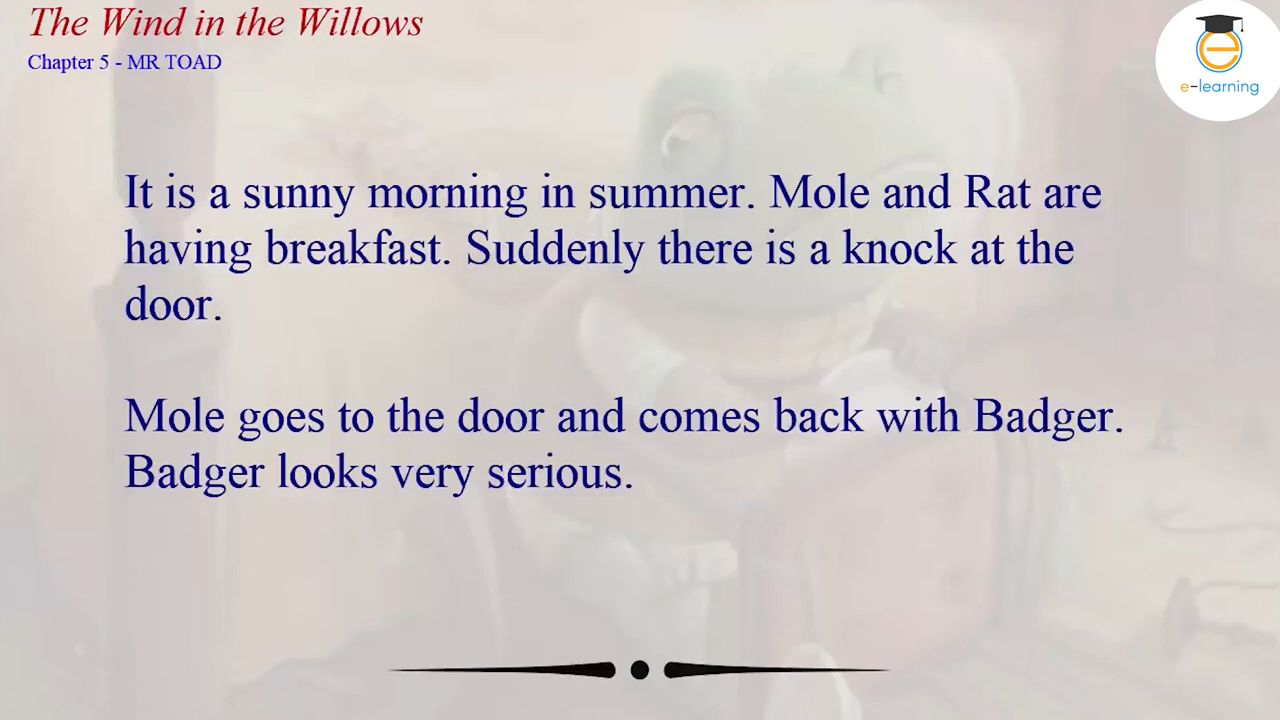 The Wind in the Willows
Chapter 5 - MR TOAD
e
e-learning
It is a sunny morning in summer. Mole and Rat are
having breakfast. Suddenly there is a knock at the
door.
Mole goes to the door and comes back with Badger.
Badger looks very serious.